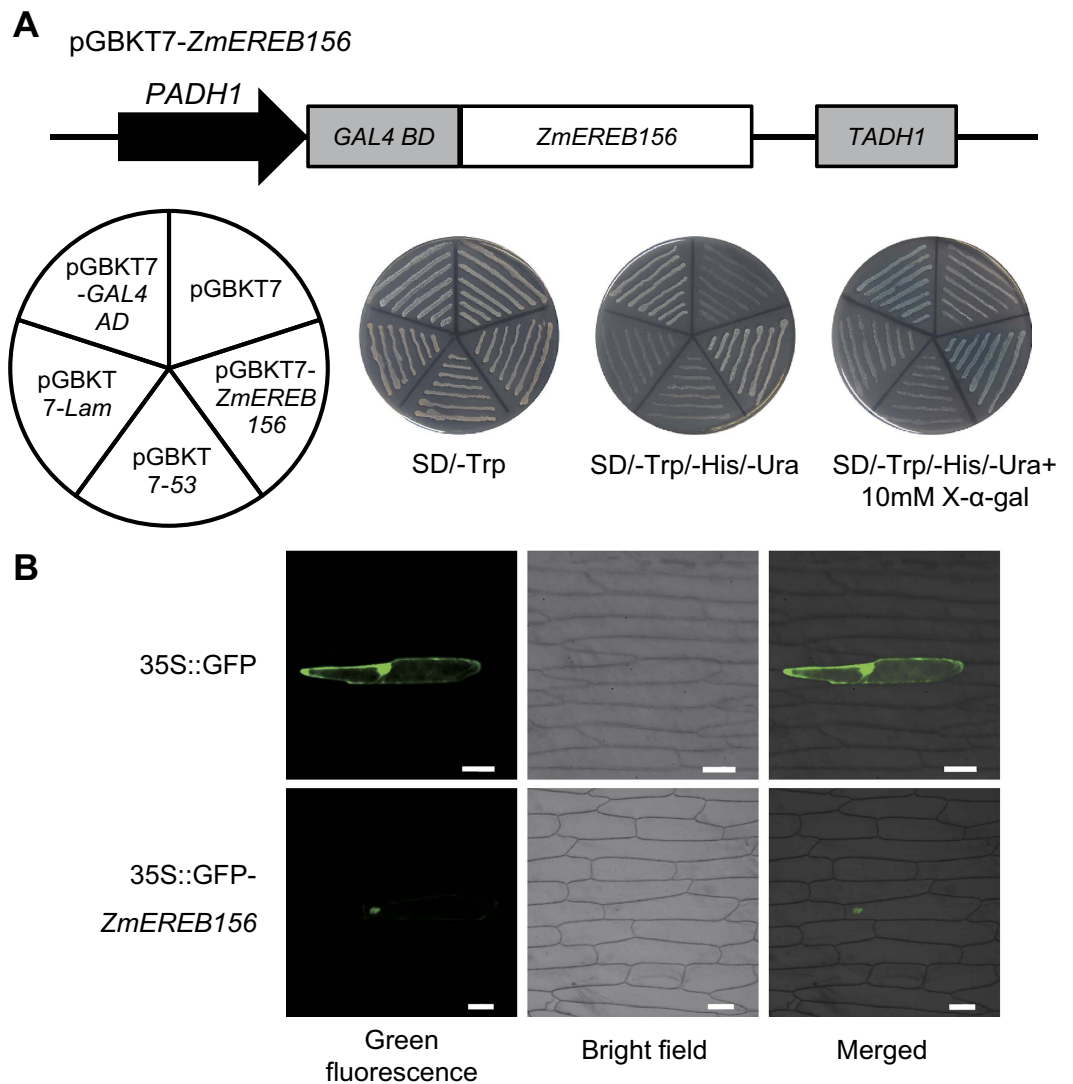 A
pGBKT7-ZmEREB156
PADH1
GAL4 BD
ZmEREB156
TADH1
pGBKT7
-GAL4
AD
pGBKT7
pGBKT7-
ZmEREB
156
pGBKT
7-53
pGBKT
7-Lam
SD/-Trp
SD/-Trp/-His/-Ura
SD/-Trp/-His/-Ura+
10mM X-α-gal
B
35S::GFP
35S::GFP-
ZmEREB156
Green
fluorescence
Bright field
Merged